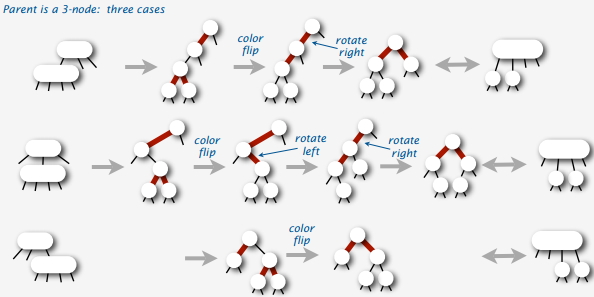 Parent is a 3-node: three cases
color
flip
rotate
right
color
flip
rotate
left
rotate
right
color
flip